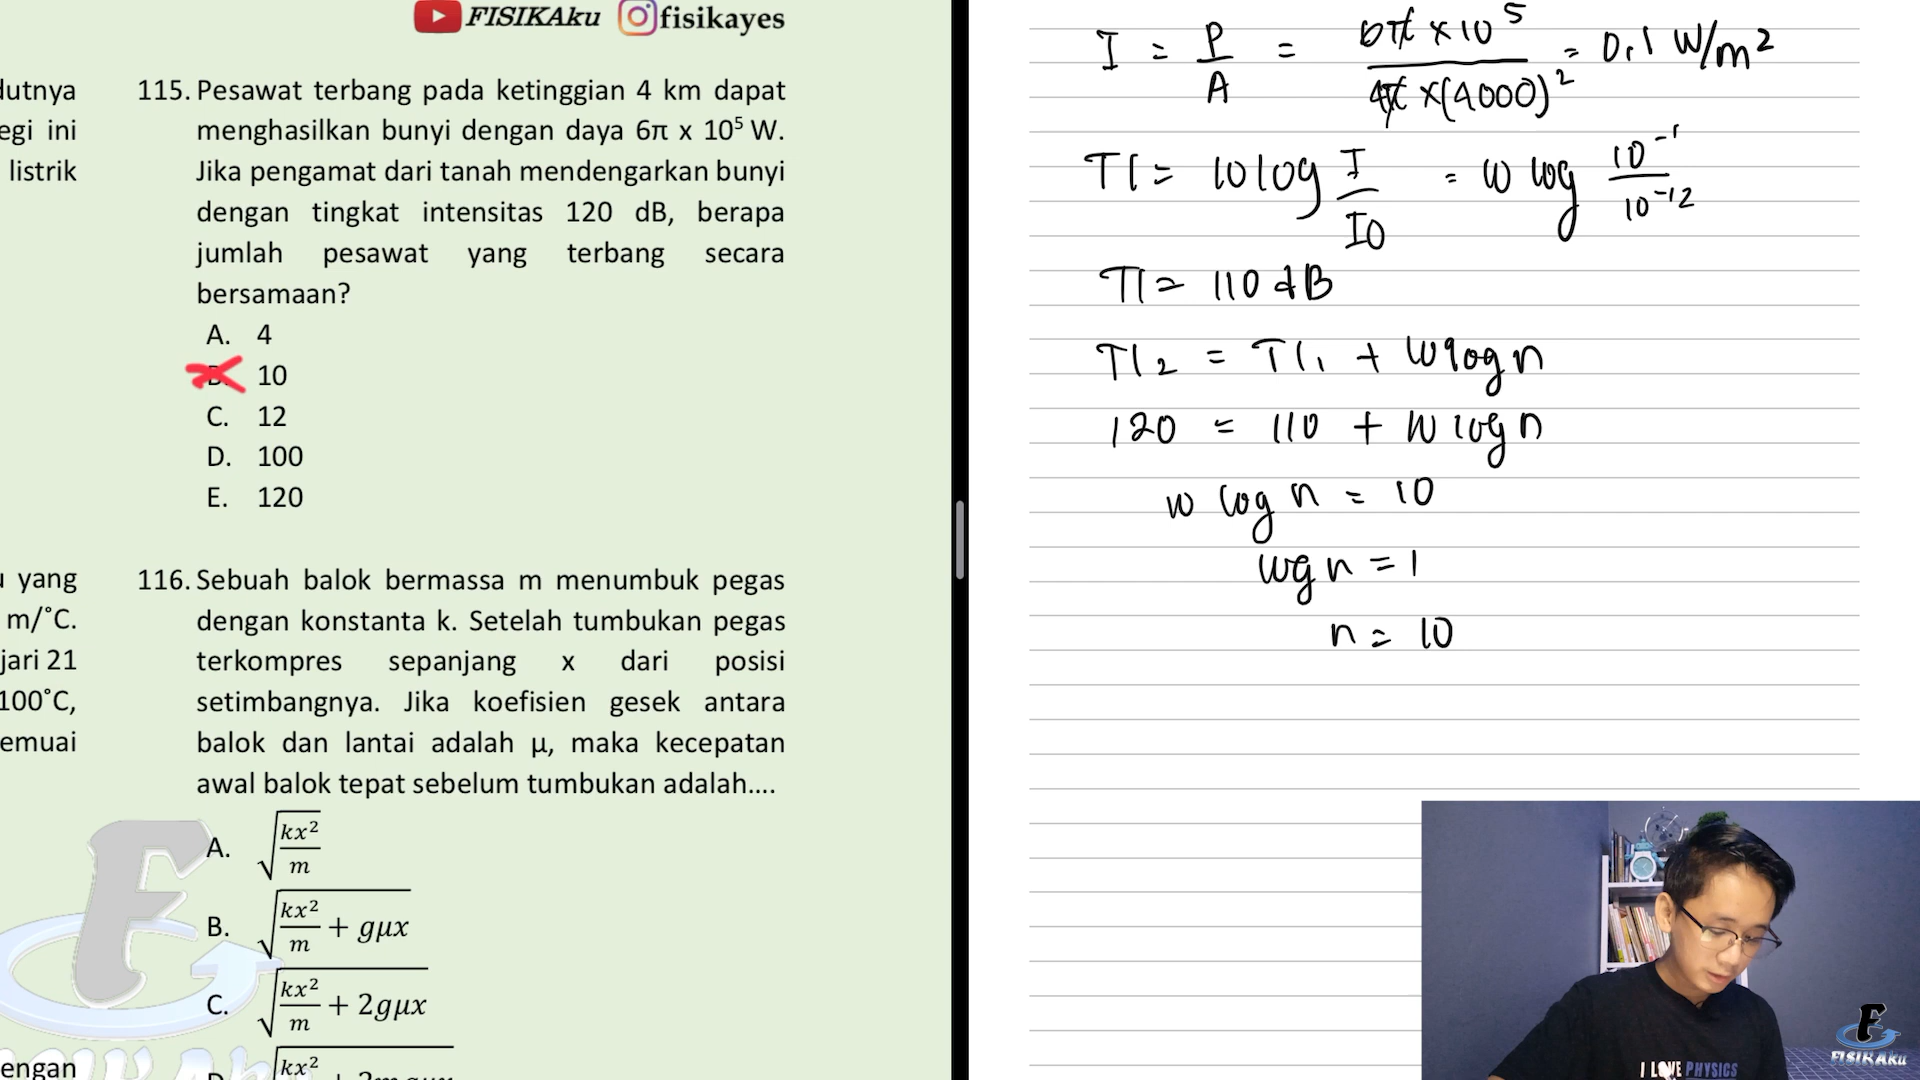 FISIKAku fisikayes
dutnya
egi ini
listrik
115. Pesawat terbang pada ketinggian 4 km dapat
menghasilkan bunyi dengan daya 6π x 10⁵ W.
Jika pengamat dari tanah mendengarkan bunyi
dengan tingkat intensitas 120 dB, berapa
jumlah pesawat yang terbang secara
bersamaan?
A. 4
B. 10
C. 12
D. 100
E. 120
yang
m/°C.
jari 21
100°C,
emuai
116. Sebuah balok bermassa m menumbuk pegas
dengan konstanta k. Setelah tumbukan pegas
terkompres sepanjang x dari posisi
setimbangnya. Jika koefisien gesek antara
balok dan lantai adalah μ, maka kecepatan
awal balok tepat sebelum tumbukan adalah....
A. √(kx²/m)
B. √(kx²/m + gμx)
C. √(kx²/m + 2gμx)
engan
I = P/A = 6π x 10⁵ / 4π x (4000)² = 0,1 W/m²
TI = 10 log I/I0 = 10 log 10⁻¹/10⁻¹²
TI = 110 dB
TI₂ = TI₁ + 10 log n
120 = 110 + 10 log n
10 log n = 10
log n = 1
n = 10
I LOVE PHYSICS
FISIKAku